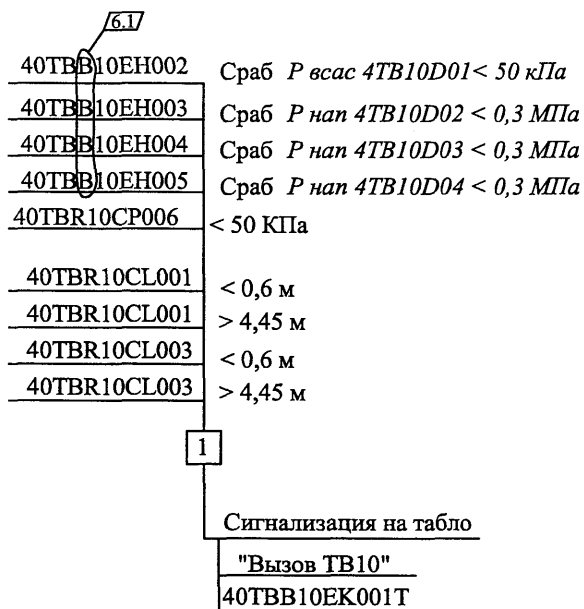 6.1
40TBB10EH002 Сраб P всас 4TB10D01< 50 кПа
40TBB10EH003 Сраб P нап 4TB10D02 < 0,3 МПа
40TBB10EH004 Сраб P нап 4TB10D03 < 0,3 МПа
40TBB10EH005 Сраб P нап 4TB10D04 < 0,3 МПа
40TBR10CP006 < 50 КПа
40TBR10CL001 < 0,6 м
40TBR10CL001 > 4,45 м
40TBR10CL003 < 0,6 м
40TBR10CL003 > 4,45 м
1
Сигнализация на табло
"Вызов ТВ10"
40TBB10EK001T